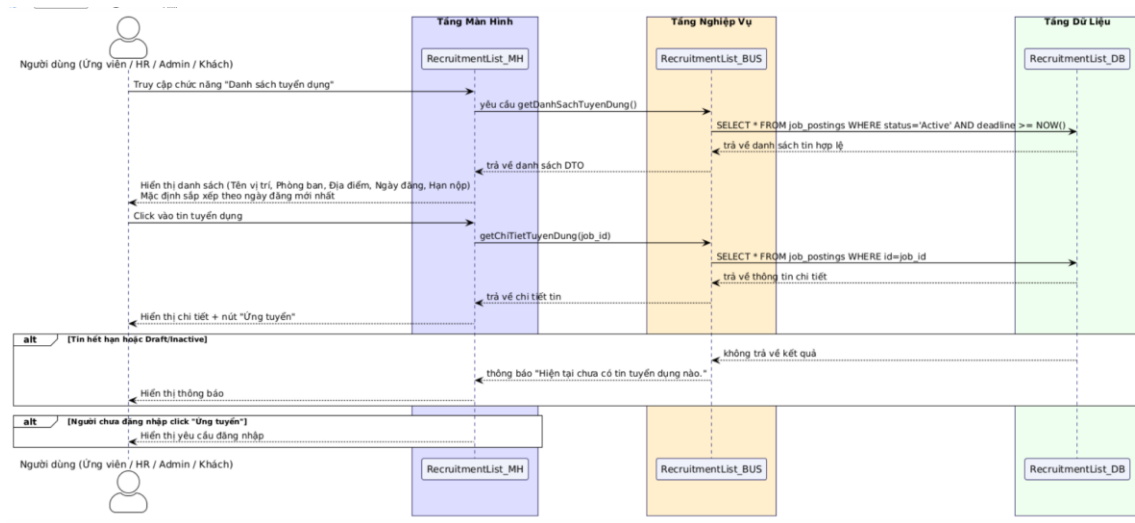 Tầng Màn Hình
Tầng Nghiệp Vụ
Tầng Dữ Liệu
Người dùng (Ứng viên / HR / Admin / Khách)
RecruitmentList_MH
RecruitmentList_BUS
RecruitmentList_DB
Truy cập chức năng "Danh sách tuyển dụng"
yêu cầu getDanhSachTuyenDung()
SELECT * FROM job_postings WHERE status='Active' AND deadline >= NOW()
trả về danh sách tin hợp lệ
trả về danh sách DTO
Hiển thị danh sách (Tên vị trí, Phòng ban, Địa điểm, Ngày đăng, Hạn nộp)
Mặc định sắp xếp theo ngày đăng mới nhất
Click vào tin tuyển dụng
getChiTietTuyenDung(job_id)
SELECT * FROM job_postings WHERE id=job_id
trả về thông tin chi tiết
trả về chi tiết tin
Hiển thị chi tiết + nút "Ứng tuyển"
alt [Tin hết hạn hoặc Draft/Inactive]
không trả về kết quả
thông báo "Hiện tại chưa có tin tuyển dụng nào."
Hiển thị thông báo
alt [Người chưa đăng nhập click "Ứng tuyển"]
Hiển thị yêu cầu đăng nhập
Người dùng (Ứng viên / HR / Admin / Khách)
RecruitmentList_MH
RecruitmentList_BUS
RecruitmentList_DB